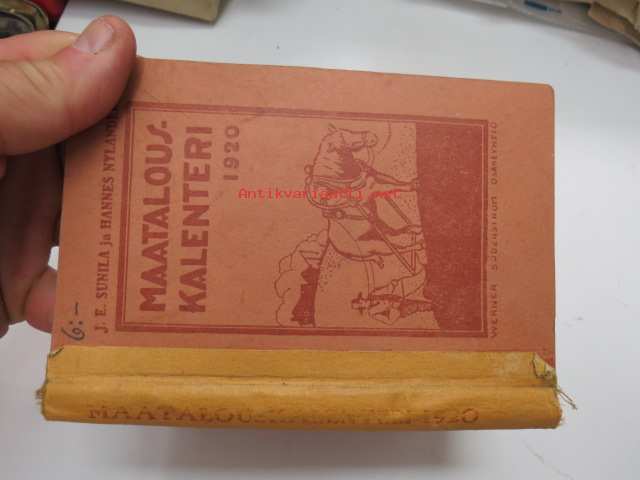 J. E. SUNILA ja HANNES NYLANDER
MAATALOUS-
KALENTERI
1920
WERNER SÖDERSTRÖM OSAKEYHTIÖ
6:-
MAATALOUSKALENTERI 1920
Antikvariaatti.net